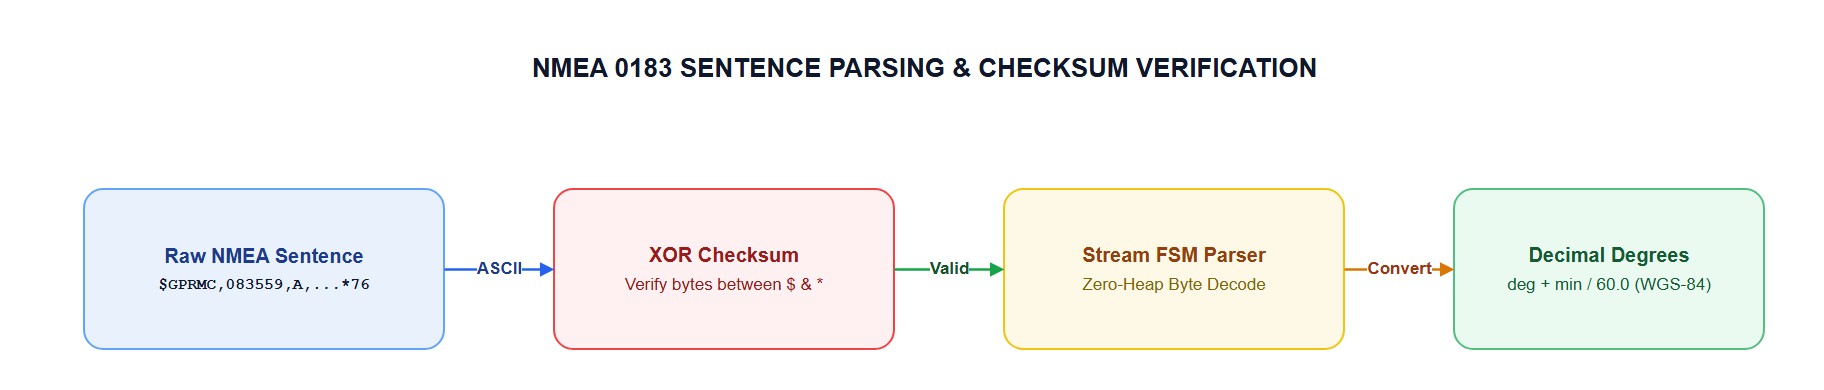 NMEA 0183 SENTENCE PARSING & CHECKSUM VERIFICATION
Raw NMEA Sentence
$GPRMC,083559,A,...*76
ASCII
XOR Checksum
Verify bytes between $ & *
Valid
Stream FSM Parser
Zero-Heap Byte Decode
Convert
Decimal Degrees
deg + min / 60.0 (WGS-84)